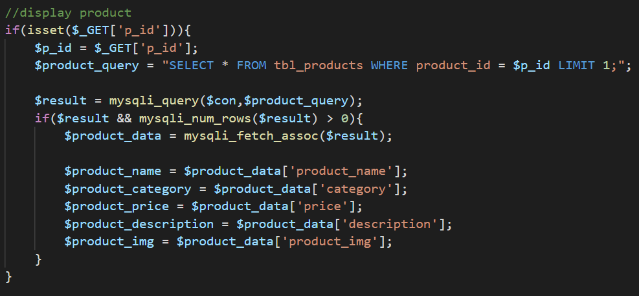 //display product
if(isset($_GET['p_id'])){
    $p_id = $_GET['p_id'];
    $product_query = "SELECT * FROM tbl_products WHERE product_id = $p_id LIMIT 1;";

    $result = mysqli_query($con,$product_query);
    if($result && mysqli_num_rows($result) > 0){
        $product_data = mysqli_fetch_assoc($result);

        $product_name = $product_data['product_name'];
        $product_category = $product_data['category'];
        $product_price = $product_data['price'];
        $product_description = $product_data['description'];
        $product_img = $product_data['product_img'];
    }
}